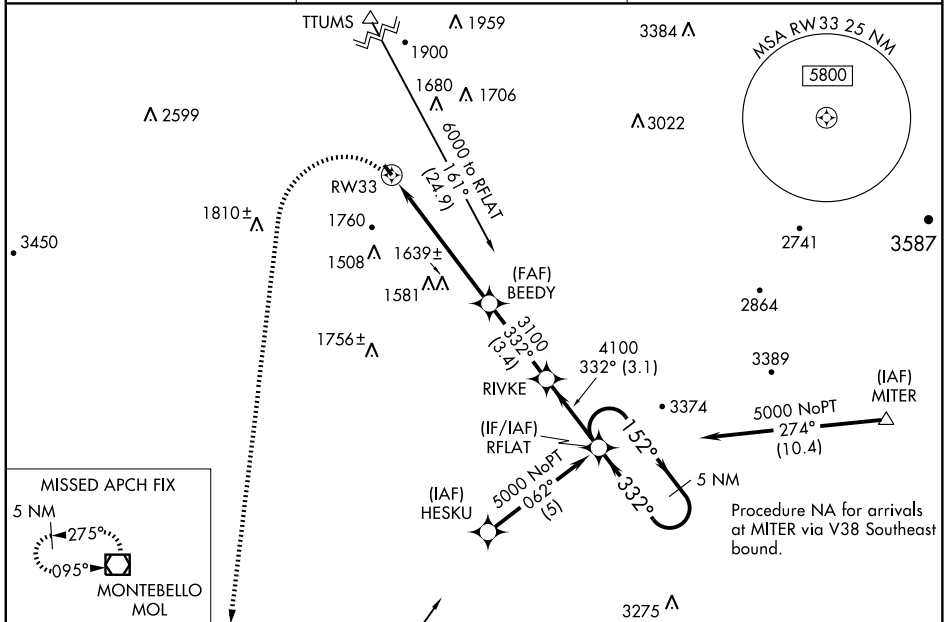 TTUMS
1959
1900
3384
MSA RW33 25 NM
5800
1680
1706
2599
3022
6000 to RFLAT
161°
(24.9)
RW33
1810±
1760
3450
2741
3587
1508
1639±
1581
(FAF)
BEEDY
2864
3100
332°
(3.4)
1756±
4100
332° (3.1)
3389
RIVKE
(IAF)
MITER
3374
5000 NoPT
274°
(10.4)
(IF/IAF)
RFLAT
152°
332°
5 NM
MISSED APCH FIX
5 NM
275°
095°
MONTEBELLO
MOL
(IAF)
HESKU
5000 NoPT
062°
(5)
Procedure NA for arrivals
at MITER via V38 Southeast
bound.
3275